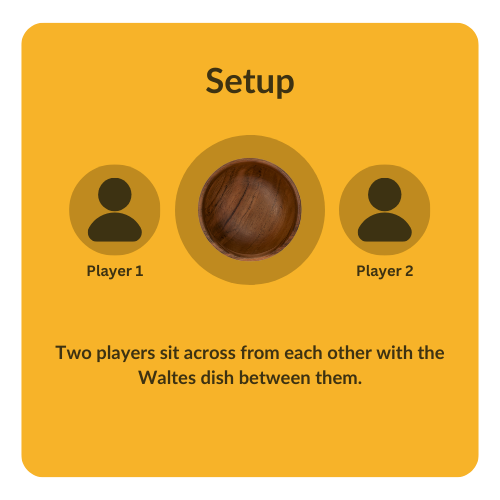 Setup
Player 1
Player 2
Two players sit across from each other with the
Waltes dish between them.